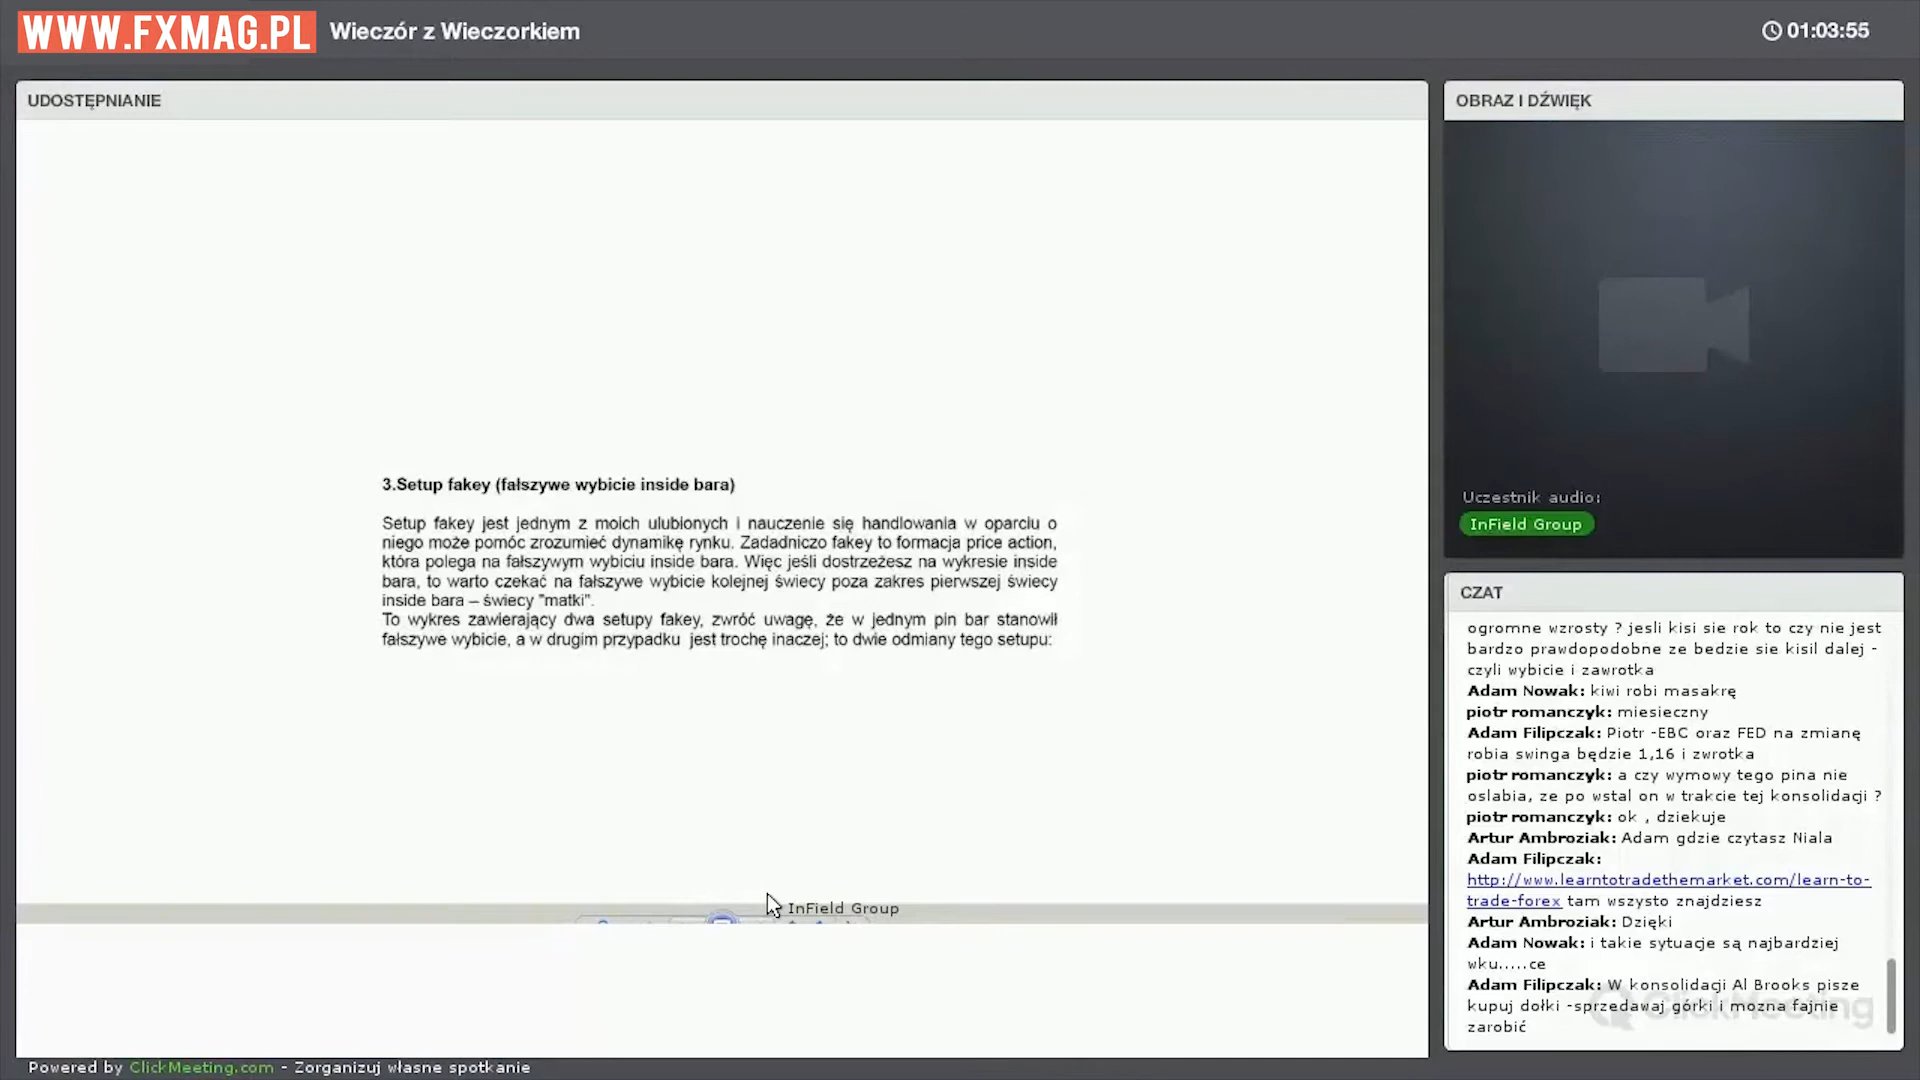 WWW.FXMAG.PL Wieczór z Wieczorkiem 01:03:55
UDOSTĘPNIANIE
3.Setup fakey (fałszywe wybicie inside bara)
Setup fakey jest jednym z moich ulubionych i nauczenie się handlowania w oparciu o
niego może pomóc zrozumieć dynamikę rynku. Zadadniczo fakey to formacja price action,
która polega na fałszywym wybiciu inside bara. Więc jeśli dostrzeżesz na wykresie inside
bara, to warto czekać na fałszywe wybicie kolejnej świecy poza zakres pierwszej świecy
inside bara – świecy "matki".
To wykres zawierający dwa setupy fakey, zwróć uwagę, że w jednym pin bar stanowił
fałszywe wybicie, a w drugim przypadku jest trochę inaczej; to dwie odmiany tego setupu:
InField Group
OBRAZ I DŹWIĘK
Uczestnik audio:
InField Group
CZAT
ogromne wzrosty ? jesli kisi sie rok to czy nie jest
bardzo prawdopodobne ze bedzie sie kisil dalej -
czyli wybicie i zawrotka
Adam Nowak: kiwi robi masakrę
piotr romanczyk: miesieczny
Adam Filipczak: Piotr -EBC oraz FED na zmianę
robia swinga będzie 1,16 i zwrotka
piotr romanczyk: a czy wymowy tego pina nie
oslabia, ze po wstal on w trakcie tej konsolidacji ?
piotr romanczyk: ok , dziekuje
Artur Ambroziak: Adam gdzie czytasz Niala
Adam Filipczak:
http://www.learntotradethemarket.com/learn-to-
trade-forex tam wszysto znajdziesz
Artur Ambroziak: Dzięki
Adam Nowak: i takie sytuacje są najbardziej
wku.....ce
Adam Filipczak: W konsolidacji Al Brooks pisze
kupuj dołki -sprzedawaj górki i mozna fajnie
zarobić
ClickMeeting
Powered by ClickMeeting.com - Zorganizuj własne spotkanie